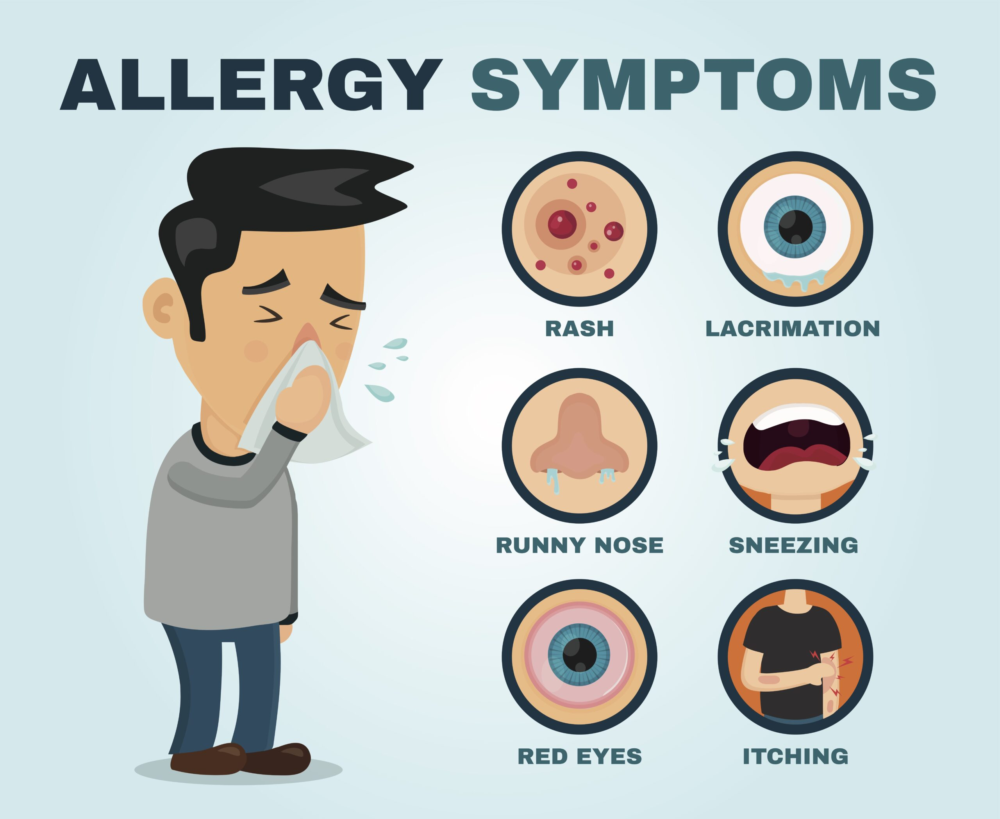 ALLERGY SYMPTOMS
RASH
LACRIMATION
RUNNY NOSE
SNEEZING
RED EYES
ITCHING